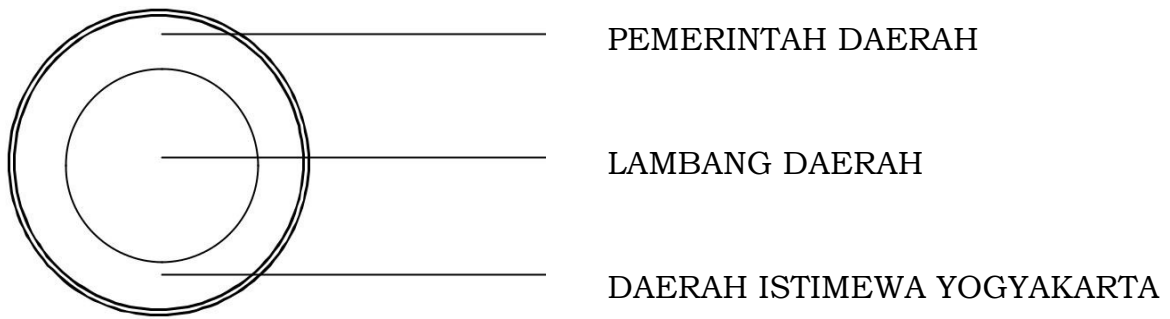 PEMERINTAH DAERAH
LAMBANG DAERAH
DAERAH ISTIMEWA YOGYAKARTA